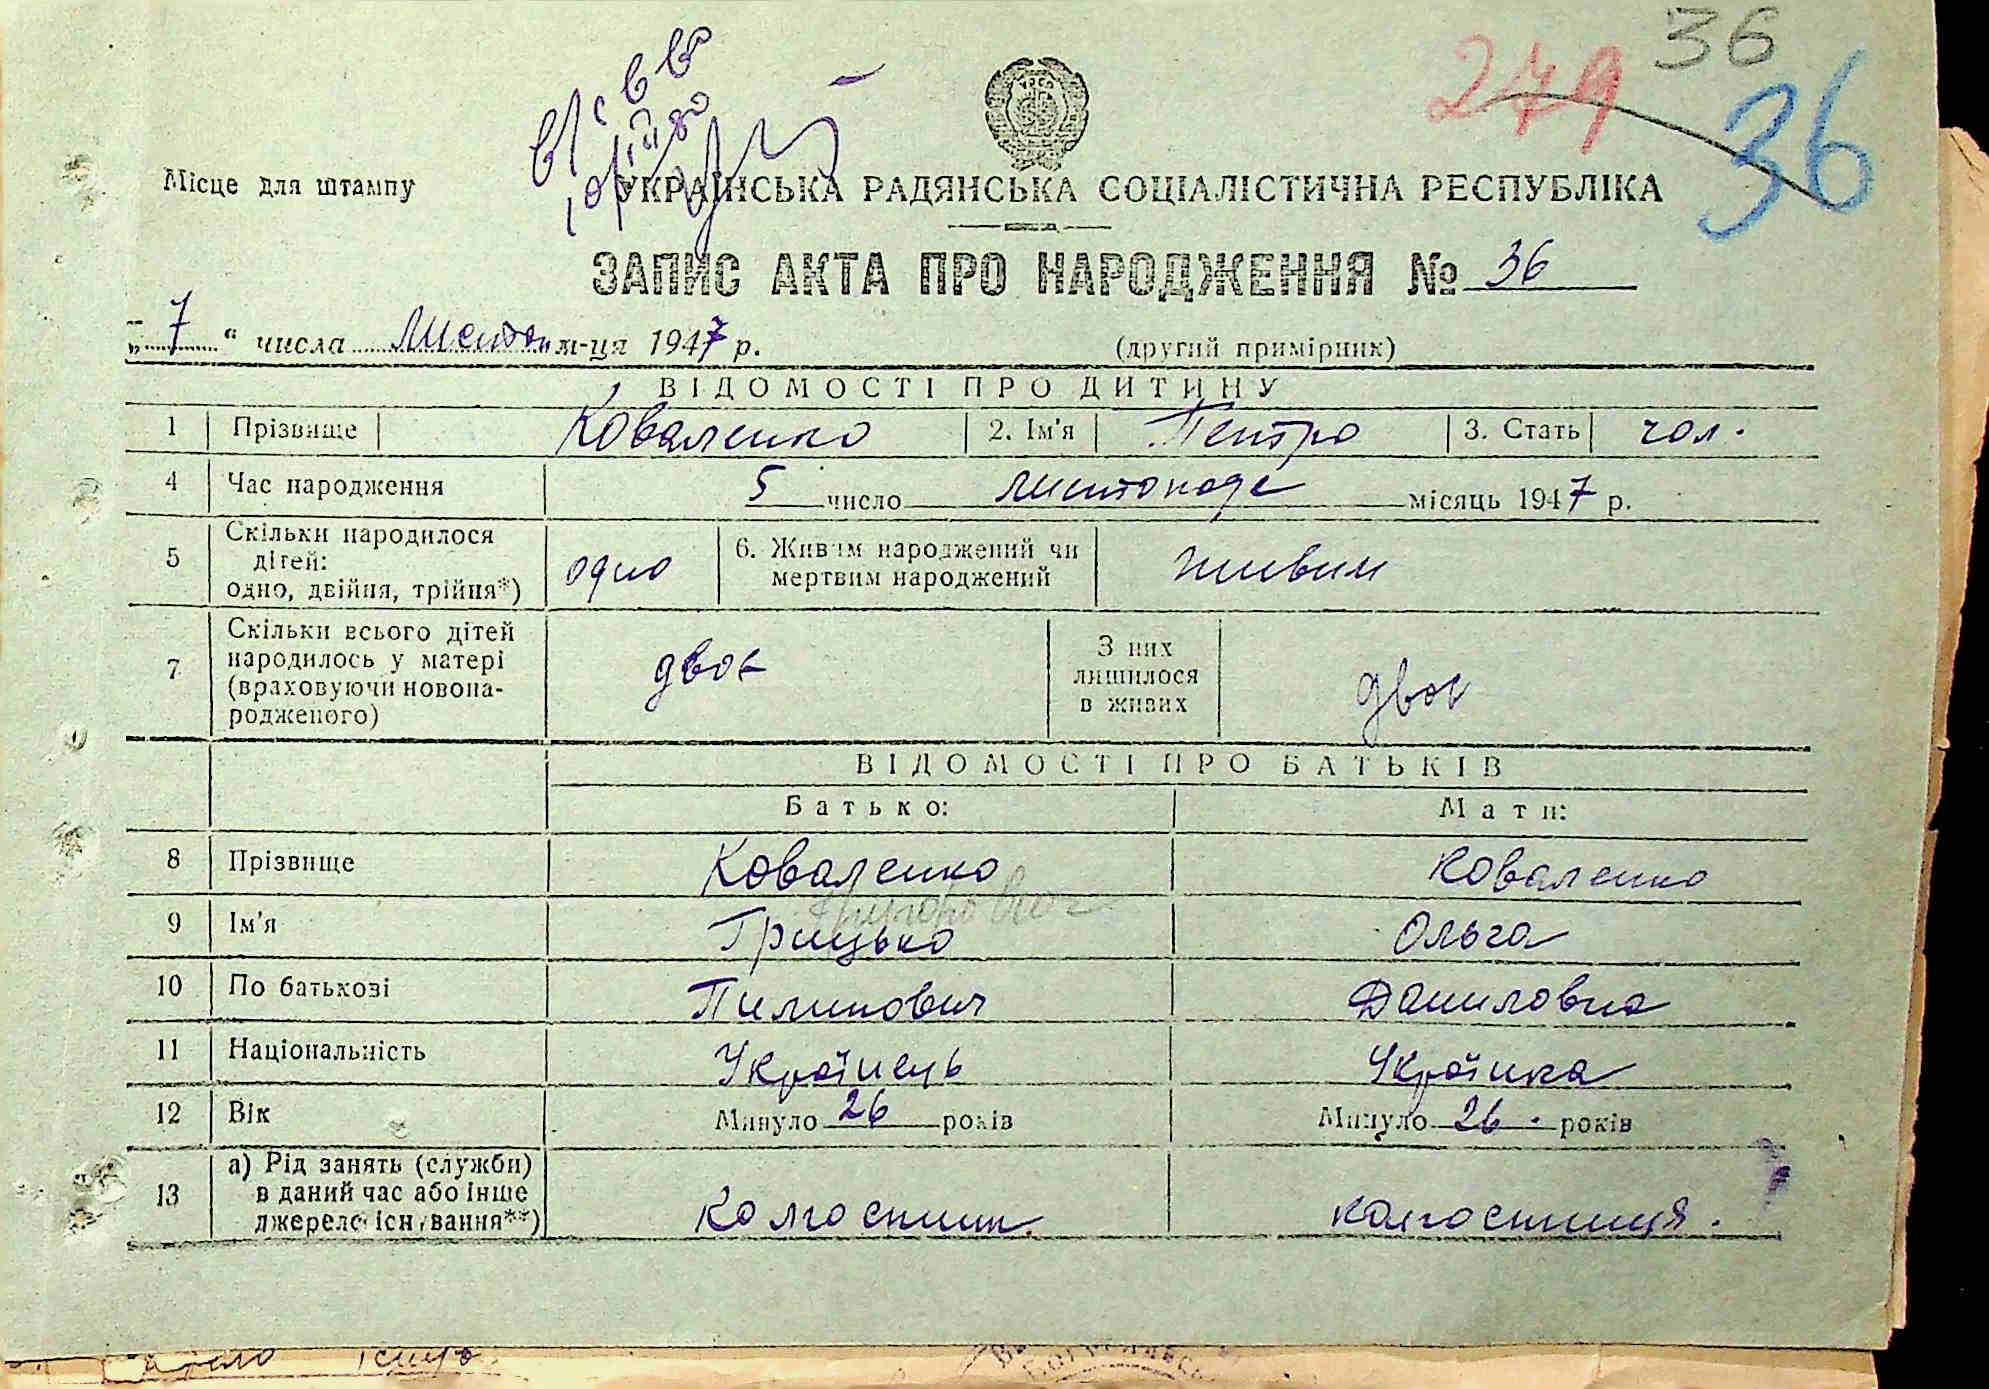 36
279
36
Місце для штампу
УРСР
УКРАЇНСЬКА РАДЯНСЬКА СОЦІАЛІСТИЧНА РЕСПУБЛІКА
ЗАПИС АКТА ПРО НАРОДЖЕННЯ № 36
„ 7 “ числа листоп. м-ця 1947 р. (другий примірник)
ВІДОМОСТІ ПРО ДИТИНУ
1 Прізвище Коваленко 2. Ім'я Петро 3. Стать чол.
4 Час народження 5 число листопада місяць 1947 р.
5 Скільки народилося дітей: одно, двійня, трійня*) одно 6. Живим народжений чи мертвим народжений живим
7 Скільки всього дітей народилось у матері (враховуючи новонародженого) двоє З них лишилося в живих двоє
ВІДОМОСТІ ПРО БАТЬКІВ
Батько: Мати:
8 Прізвище Коваленко Коваленко
9 Ім'я Грицько Ольга
10 По батькові Пилипович Даниловна
11 Національність Українець Українка
12 Вік Минуло 26 років Минуло 26. років
13 а) Рід занять (служби) в даний час або інше джерело існування**) колгоспник. колгоспниця.